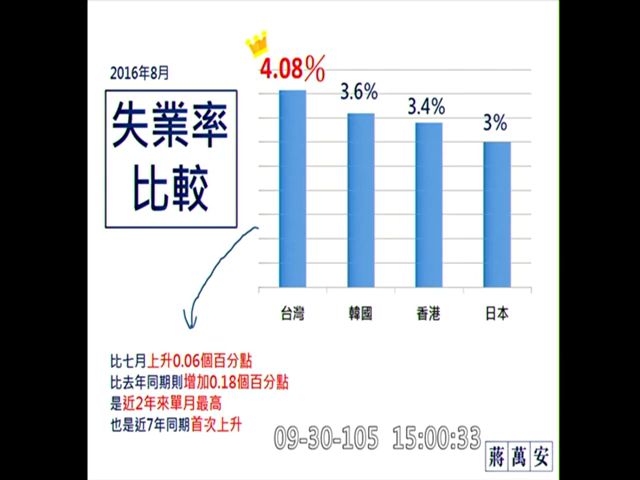 2016年8月
失業率
比較
4.08%
3.6%
3.4%
3%
台灣
韓國
香港
日本
比七月上升0.06個百分點
比去年同期則增加0.18個百分點
是近2年來單月最高
也是近7年同期首次上升
09-30-105 15:00:33
蔣萬安